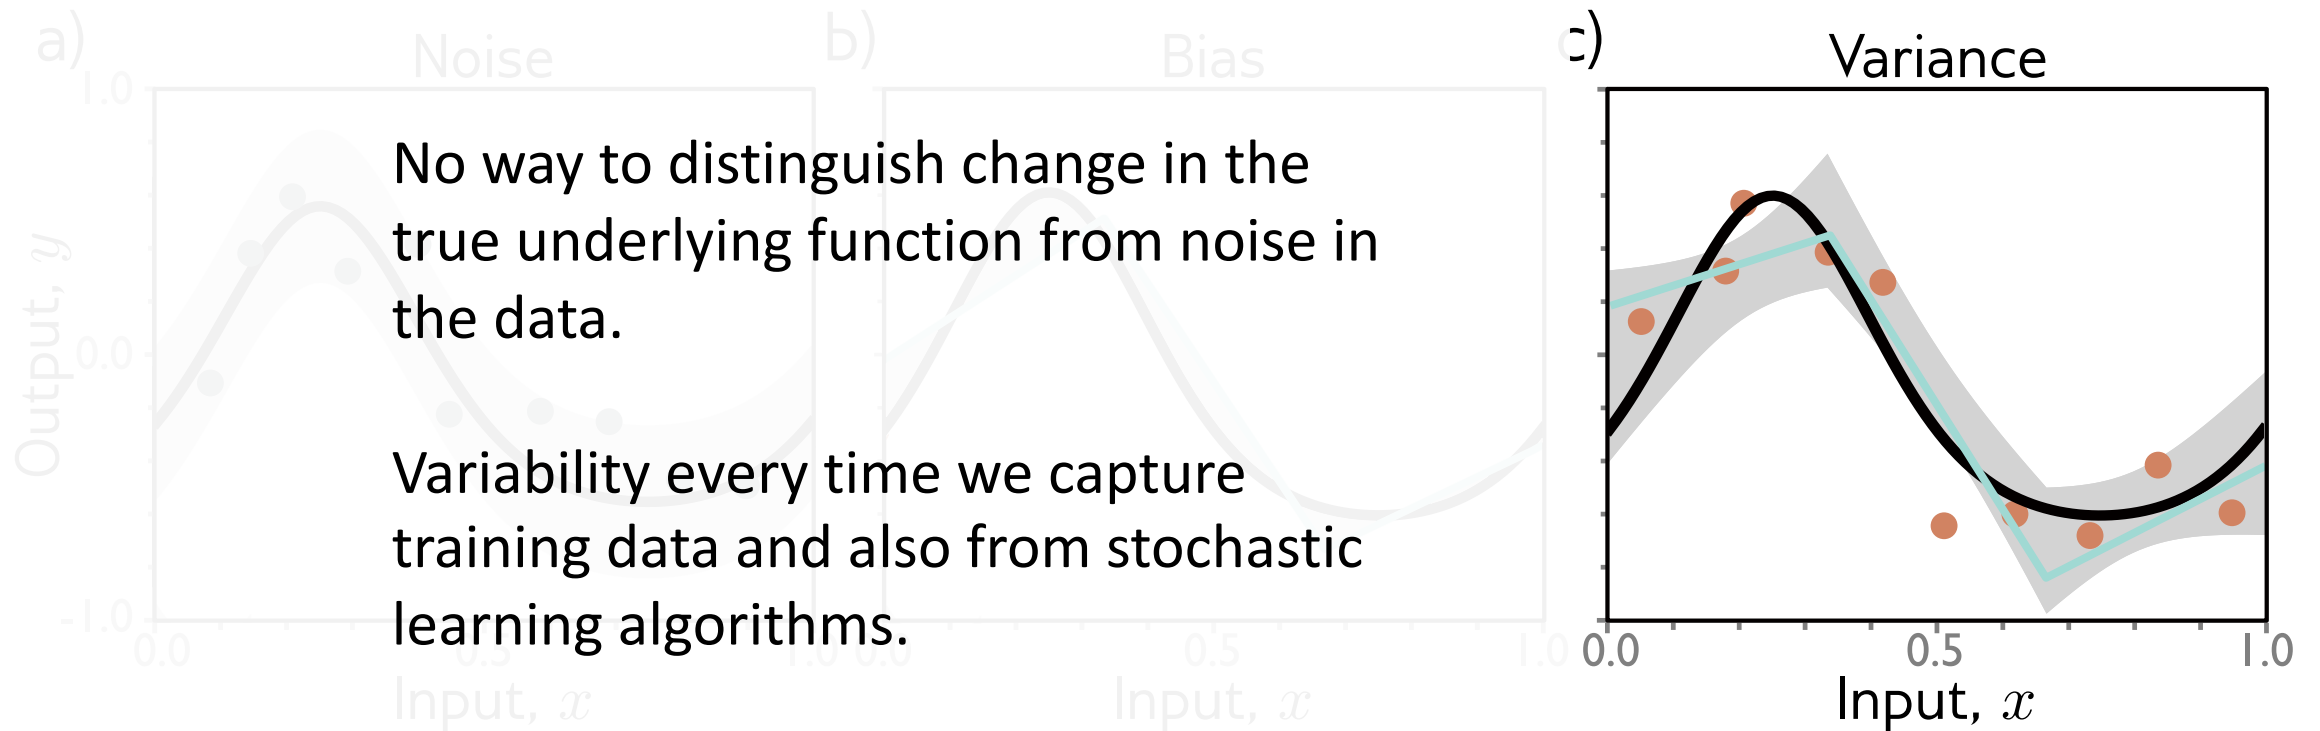 a)
Noise
b)
Bias
c)
Variance
1.0
0.0
-1.0
Output, y
No way to distinguish change in the
true underlying function from noise in
the data.
Variability every time we capture
training data and also from stochastic
learning algorithms.
0.0
0.5
1.0
0.0
0.5
1.0
0.0
0.5
1.0
Input, x
Input, x
Input, x